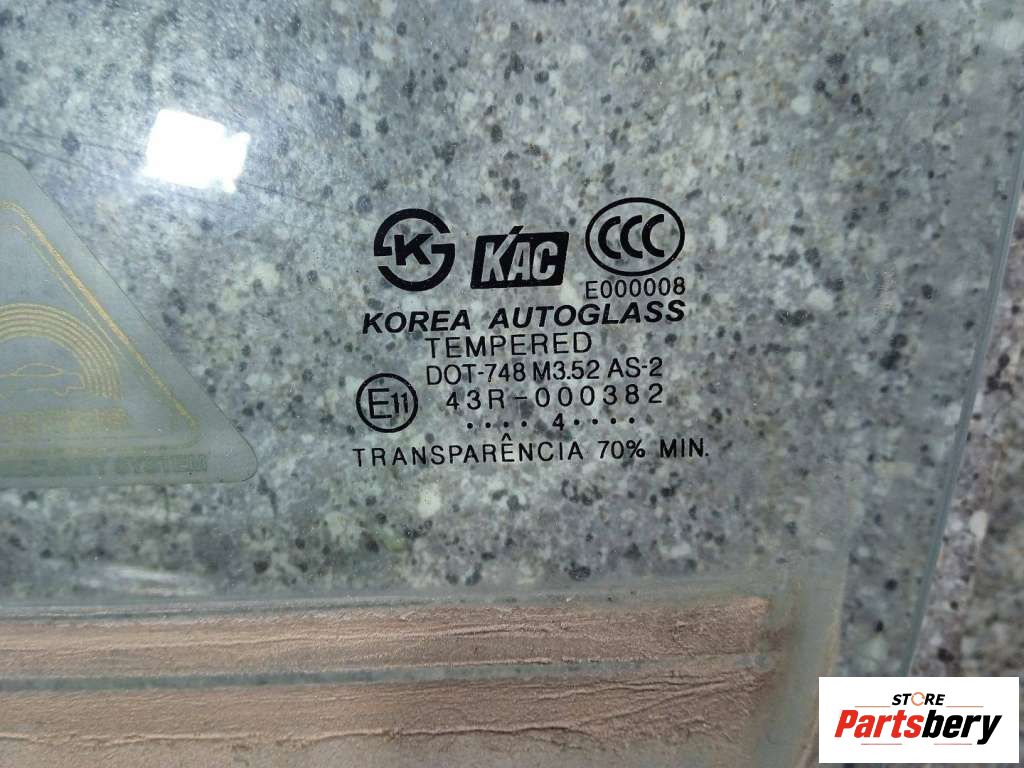 K KAC CCC
E000008
KOREA AUTOGLASS
TEMPERED
DOT-748 M3.52 AS-2
E11 43R-000382
.... 4 ....
TRANSPARÊNCIA 70% MIN.
SYSTEM
STORE
Partsbery